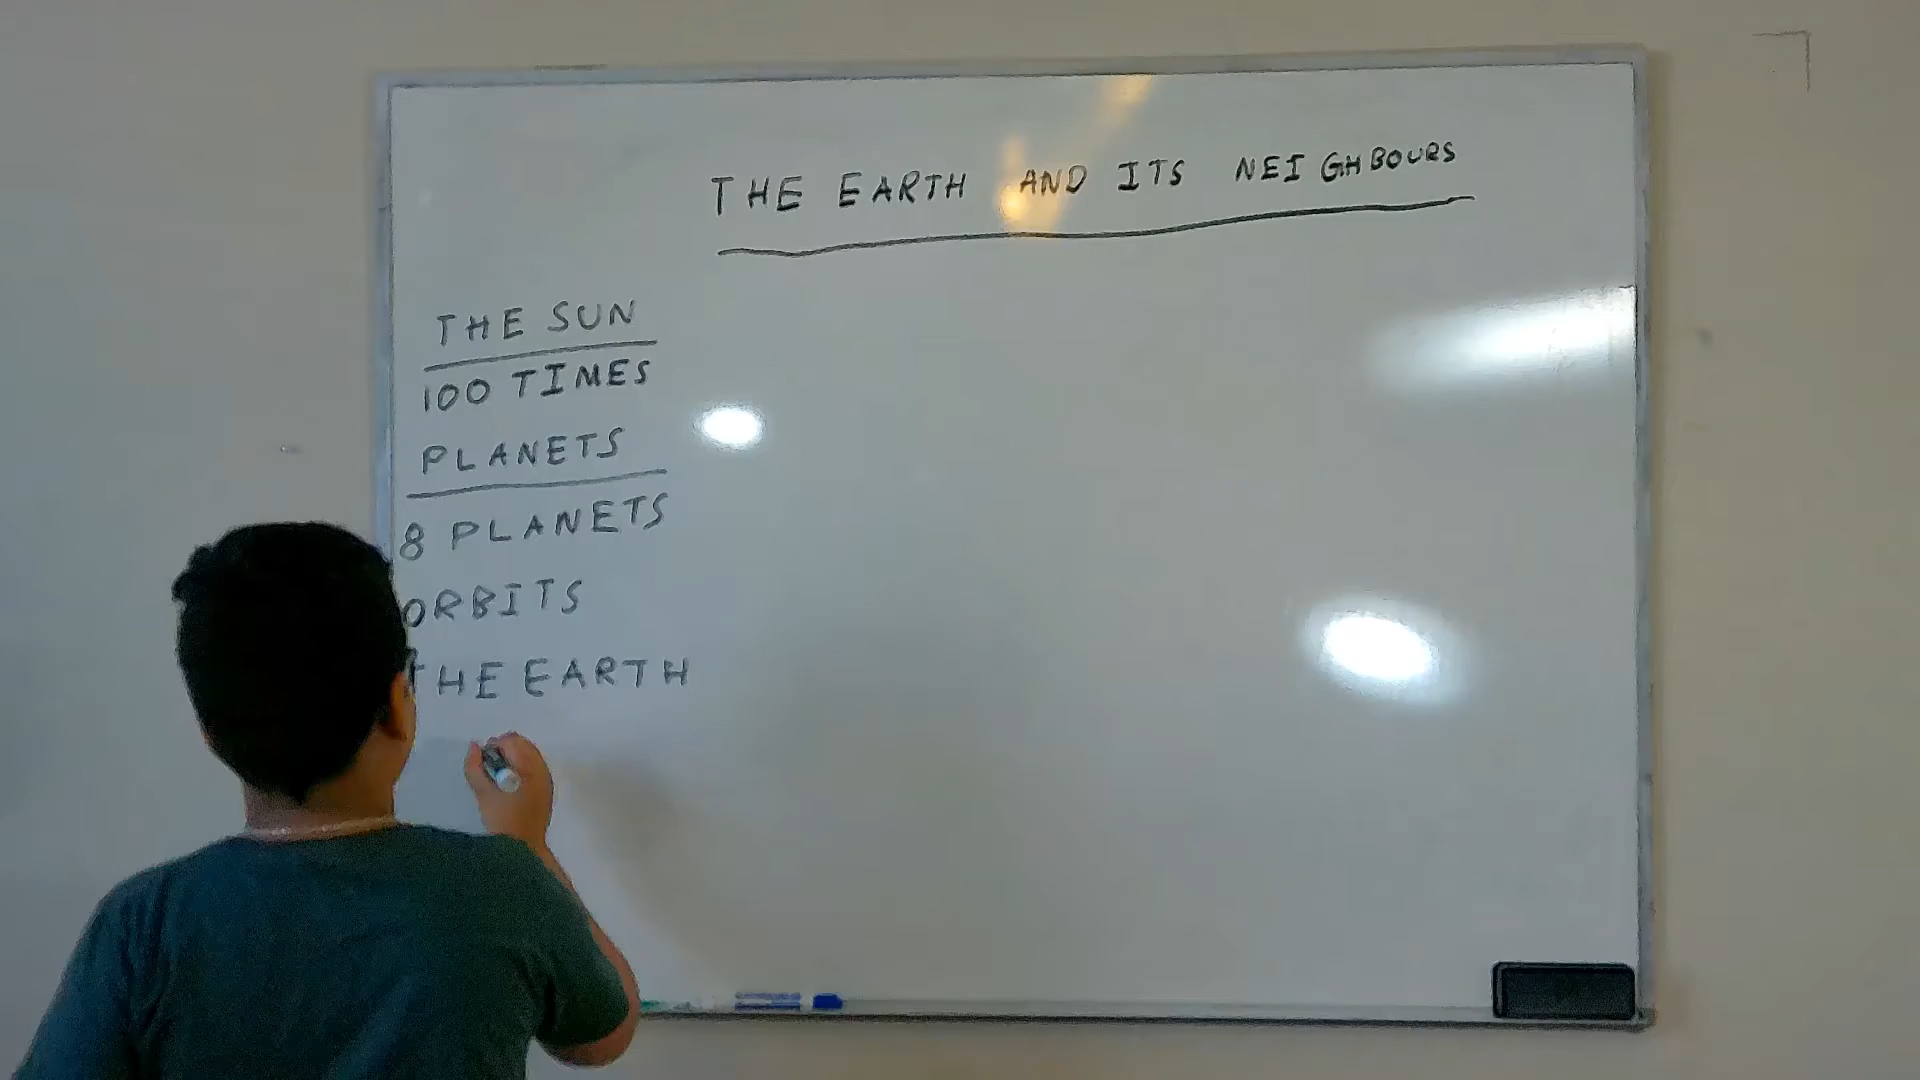 THE EARTH AND ITS NEIGHBOURS
THE SUN
100 TIMES
PLANETS
8 PLANETS
ORBITS
THE EARTH